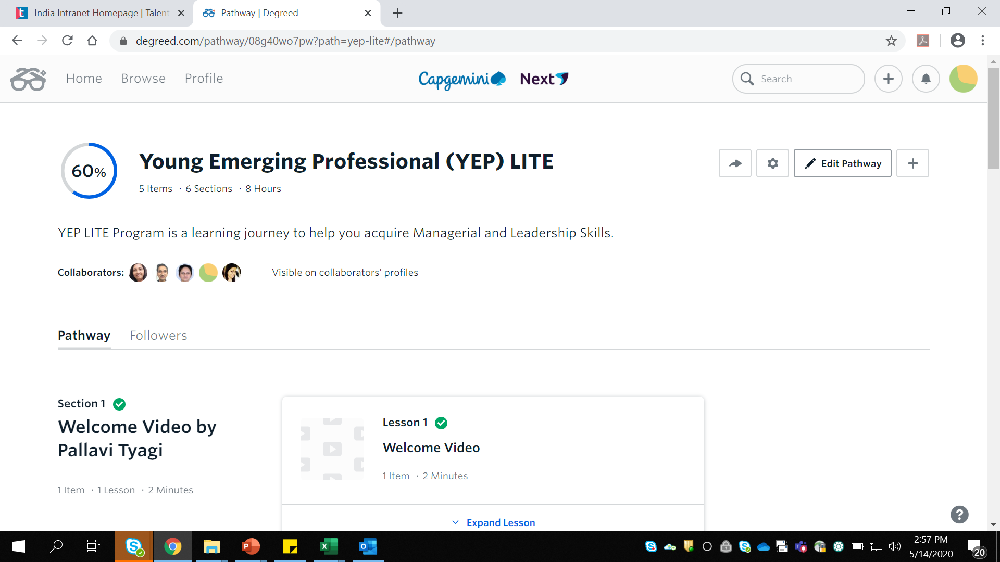 India Intranet Homepage | Talent
Pathway | Degreed
degreed.com/pathway/08g40wo7pw?path=yep-lite#/pathway
Home
Browse
Profile
Capgemini
Next
Search
60%
Young Emerging Professional (YEP) LITE
5 Items · 6 Sections · 8 Hours
Edit Pathway
YEP LITE Program is a learning journey to help you acquire Managerial and Leadership Skills.
Collaborators:
Visible on collaborators' profiles
Pathway
Followers
Section 1
Welcome Video by
Pallavi Tyagi
1 Item · 1 Lesson · 2 Minutes
Lesson 1
Welcome Video
1 Item · 2 Minutes
Expand Lesson
?
2:57 PM
5/14/2020
20